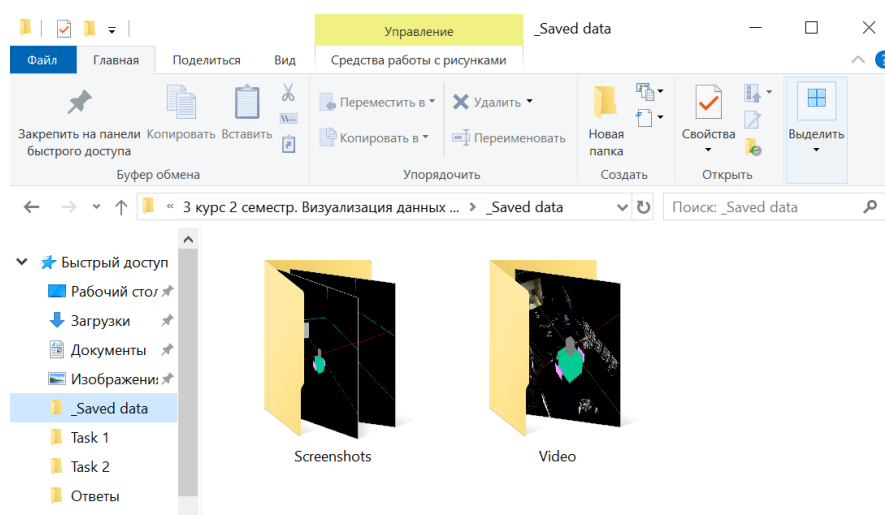 Управление
_Saved data
Файл
Главная
Поделиться
Вид
Средства работы с рисунками
?
Закрепить на панели
быстрого доступа
Копировать
Вставить
W
Буфер обмена
Переместить в
Копировать в
Удалить
Переименовать
Упорядочить
Новая
папка
Создать
Свойства
Открыть
Выделить
« 3 курс 2 семестр. Визуализация данных ... > _Saved data
Поиск: _Saved data
Быстрый доступ
Рабочий стол
Загрузки
Документы
Изображения
_Saved data
Task 1
Task 2
Ответы
Screenshots
Video